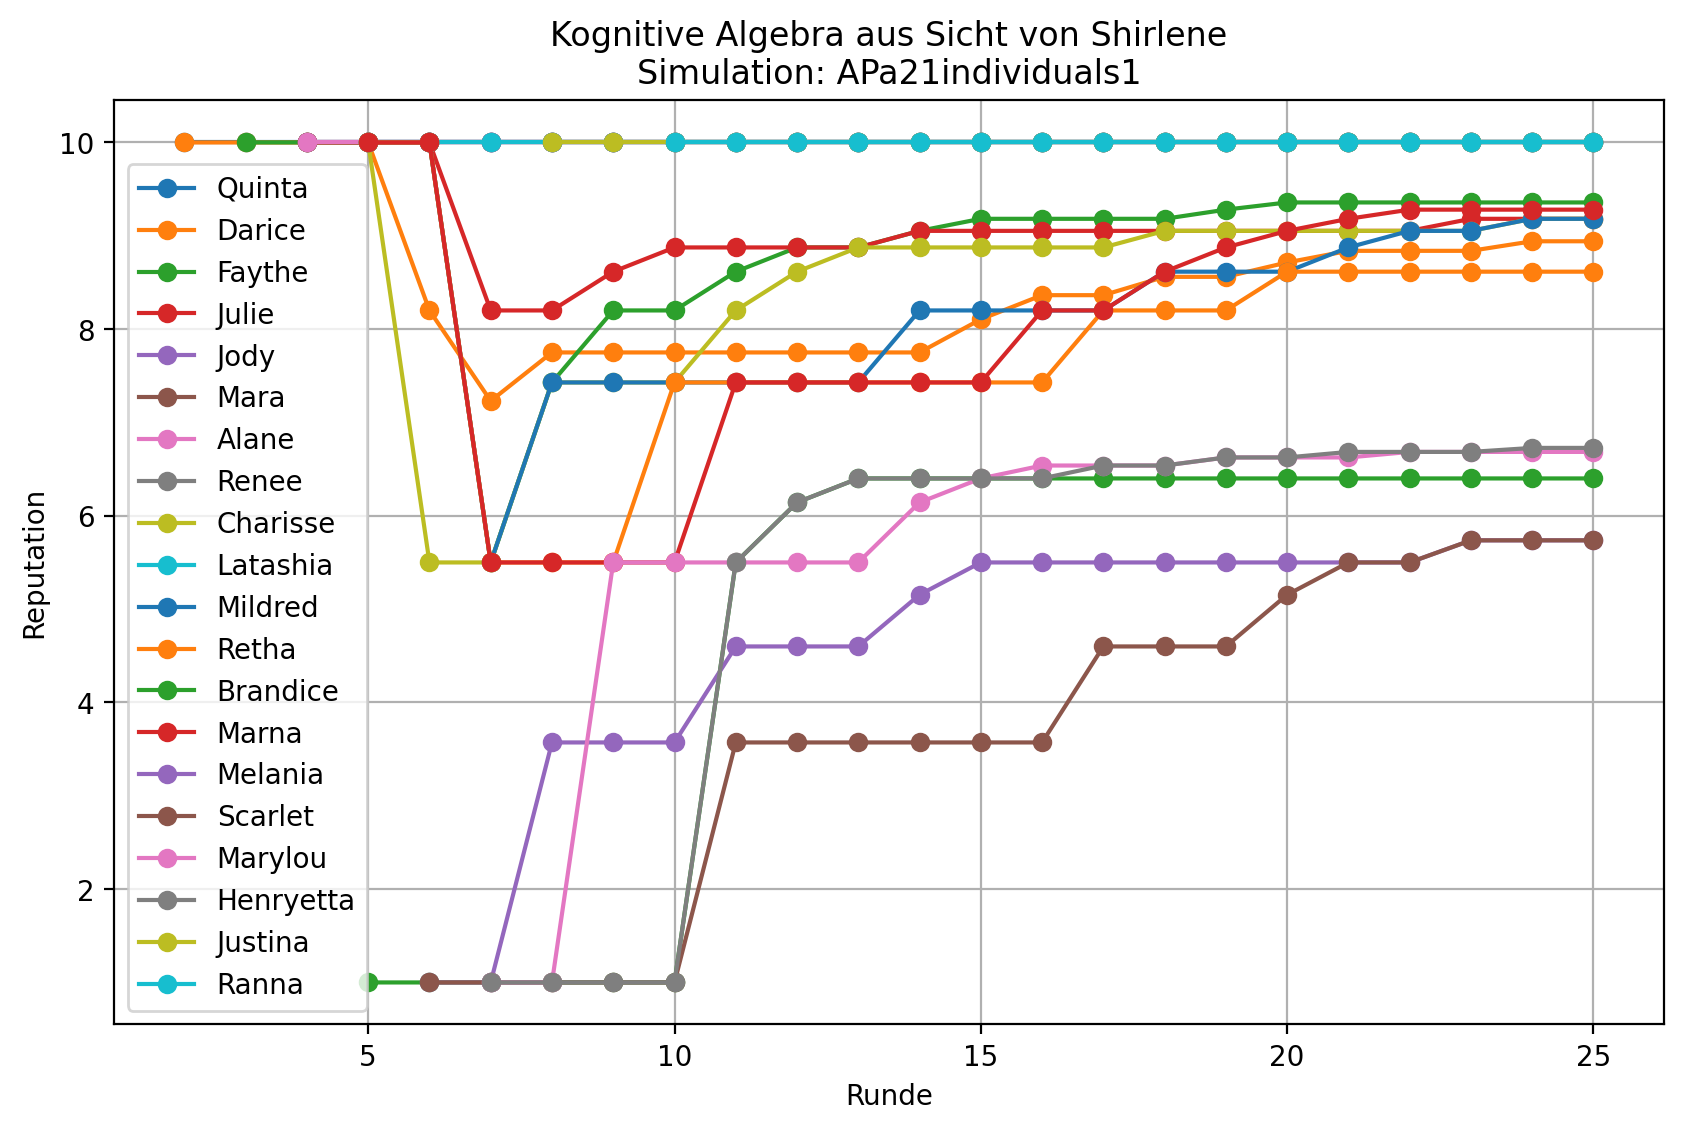 Kognitive Algebra aus Sicht von Shirlene
Simulation: APa21individuals1
10
8
6
4
2
Reputation
Quinta
Darice
Faythe
Julie
Jody
Mara
Alane
Renee
Charisse
Latashia
Mildred
Retha
Brandice
Marna
Melania
Scarlet
Marylou
Henryetta
Justina
Ranna
5
10
15
20
25
Runde